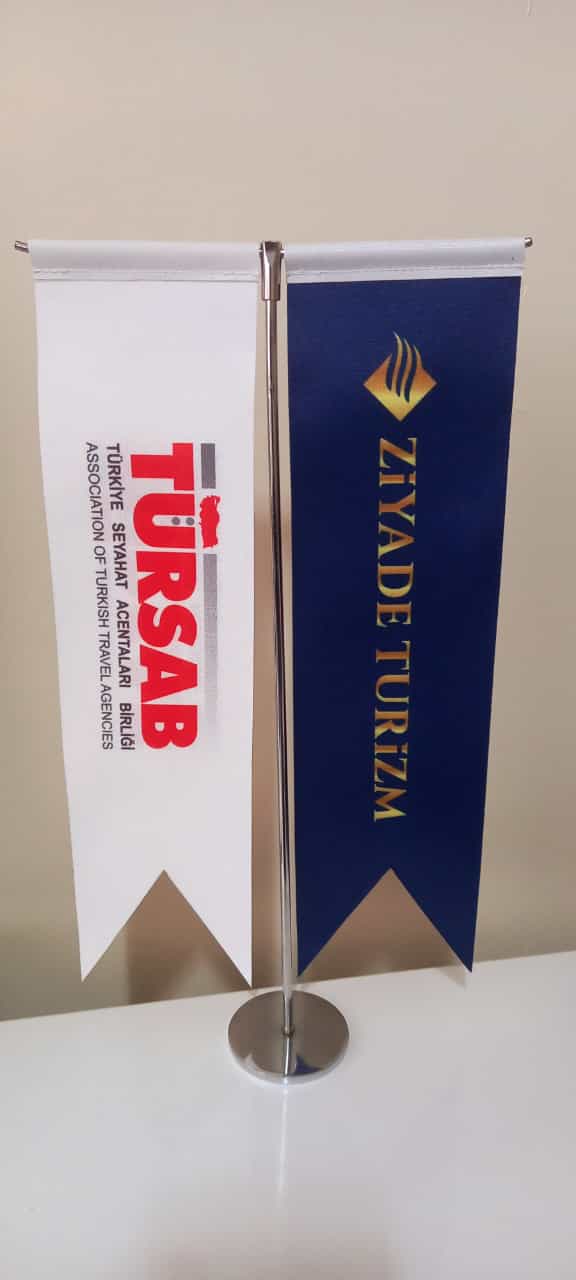 TÜRSAB
TÜRKİYE SEYAHAT ACENTALARI BİRLİĞİ
ASSOCIATION OF TURKISH TRAVEL AGENCIES
ZİYADE TURİZM